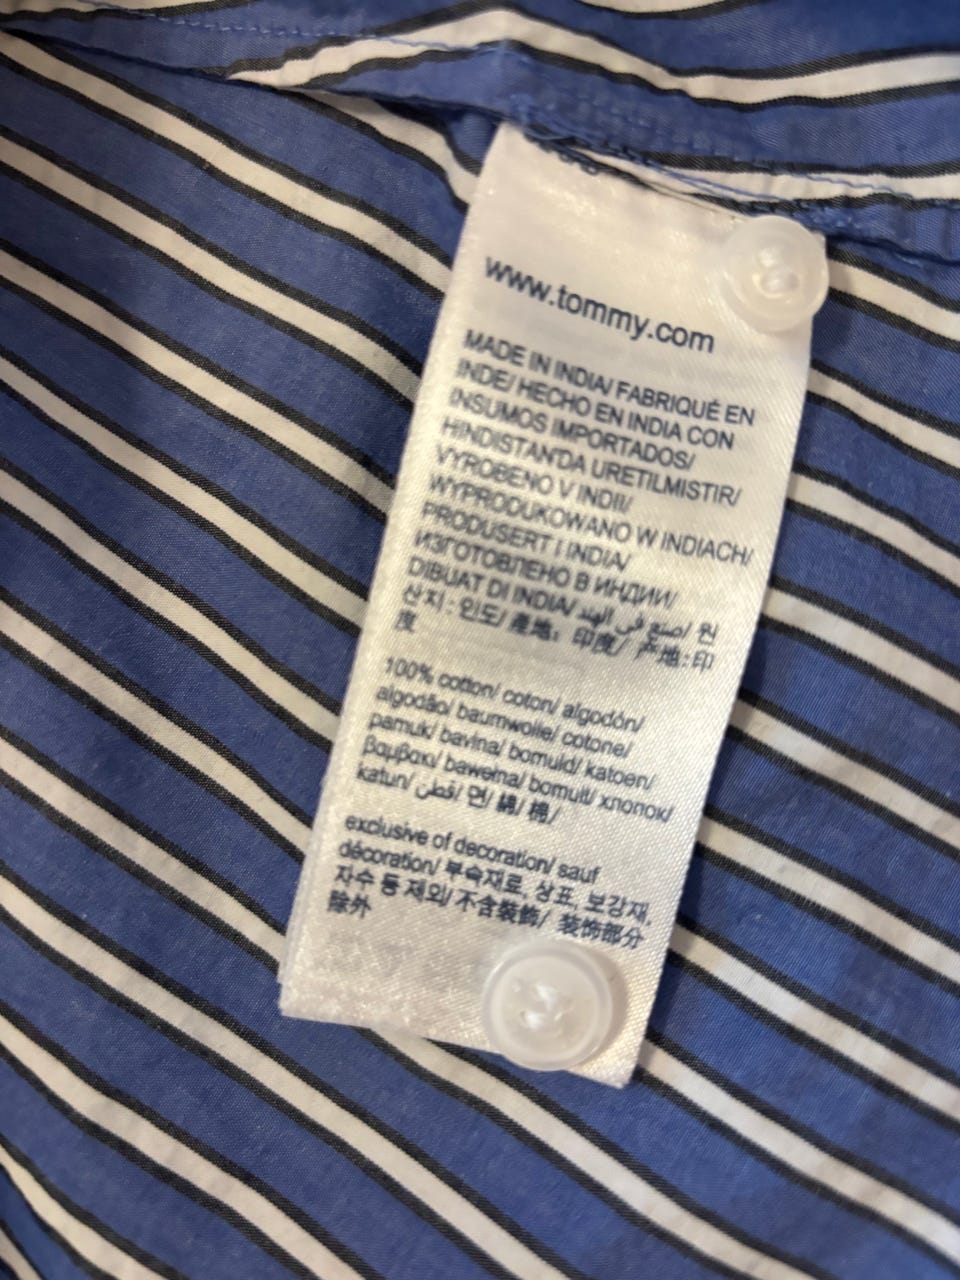 www.tommy.com
MADE IN INDIA/ FABRIQUÉ EN
INDE/ HECHO EN INDIA CON
INSUMOS IMPORTADOS/
HINDISTAN'DA URETILMISTIR/
VYROBENO V INDII/
WYPRODUKOWANO W INDIACH/
PRODUSERT I INDIA/
ИЗГОТОВЛЕНО В ИНДИИ/
DIBUAT DI INDIA/ صنع في الهند/ 원
산지 : 인도/ 產地：印度/ 产地:印
度
100% cotton/ coton/ algodón/
algodão/ baumwolle/ cotone/
pamuk/ bavlna/ bomuld/ katoen/
βαμβακι/ bawełna/ bomull/ хлопок/
katun/ قطن/ 면/ 綿/ 棉/
exclusive of decoration/ sauf
décoration/ 부속재료, 상표, 보강재,
자수 등 제외/ 不含裝飾/ 装饰部分
除外